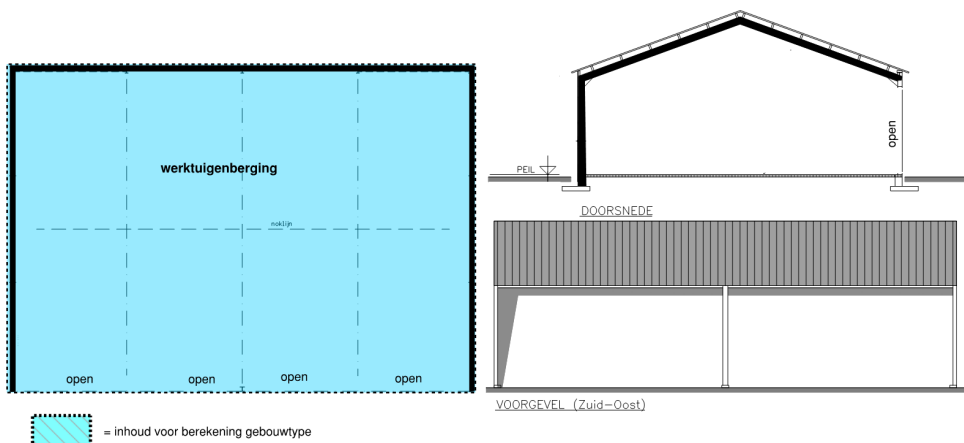 werktuigenberging
noklijn
open
open
open
open
= inhoud voor berekening gebouwtype
open
PEIL
DOORSNEDE
VOORGEVEL (Zuid-Oost)